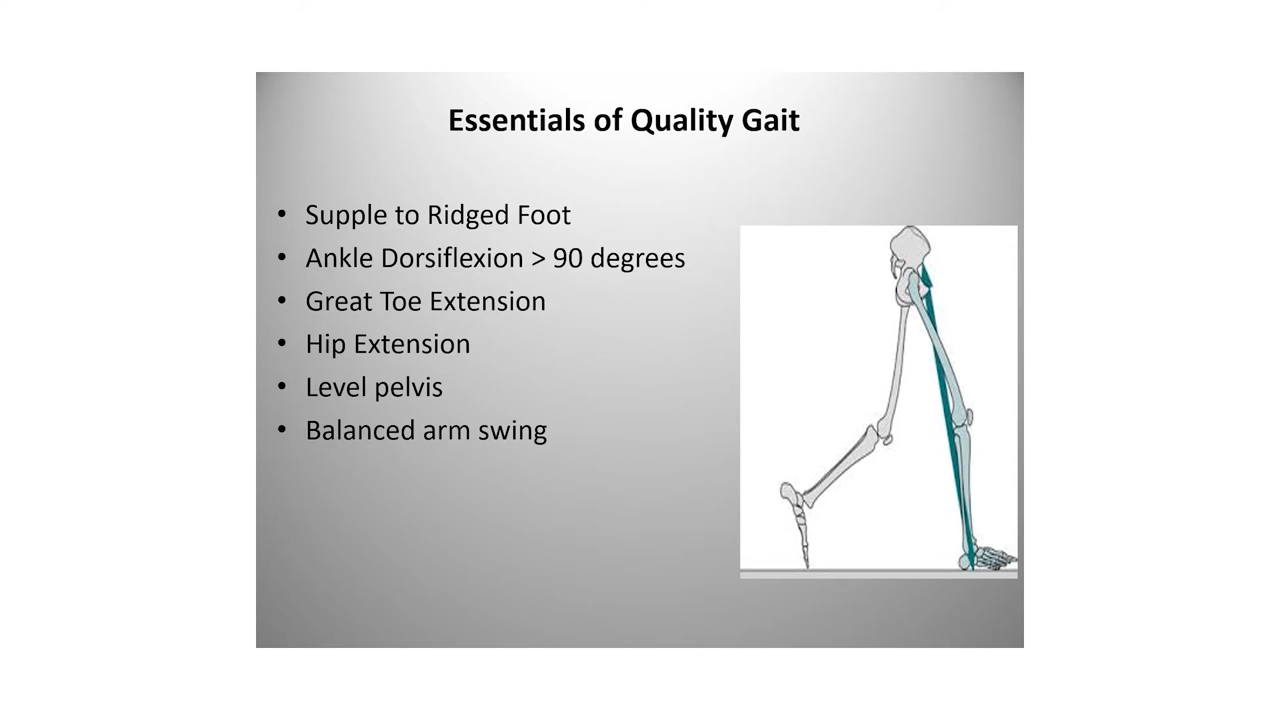 Essentials of Quality Gait
• Supple to Ridged Foot
• Ankle Dorsiflexion > 90 degrees
• Great Toe Extension
• Hip Extension
• Level pelvis
• Balanced arm swing